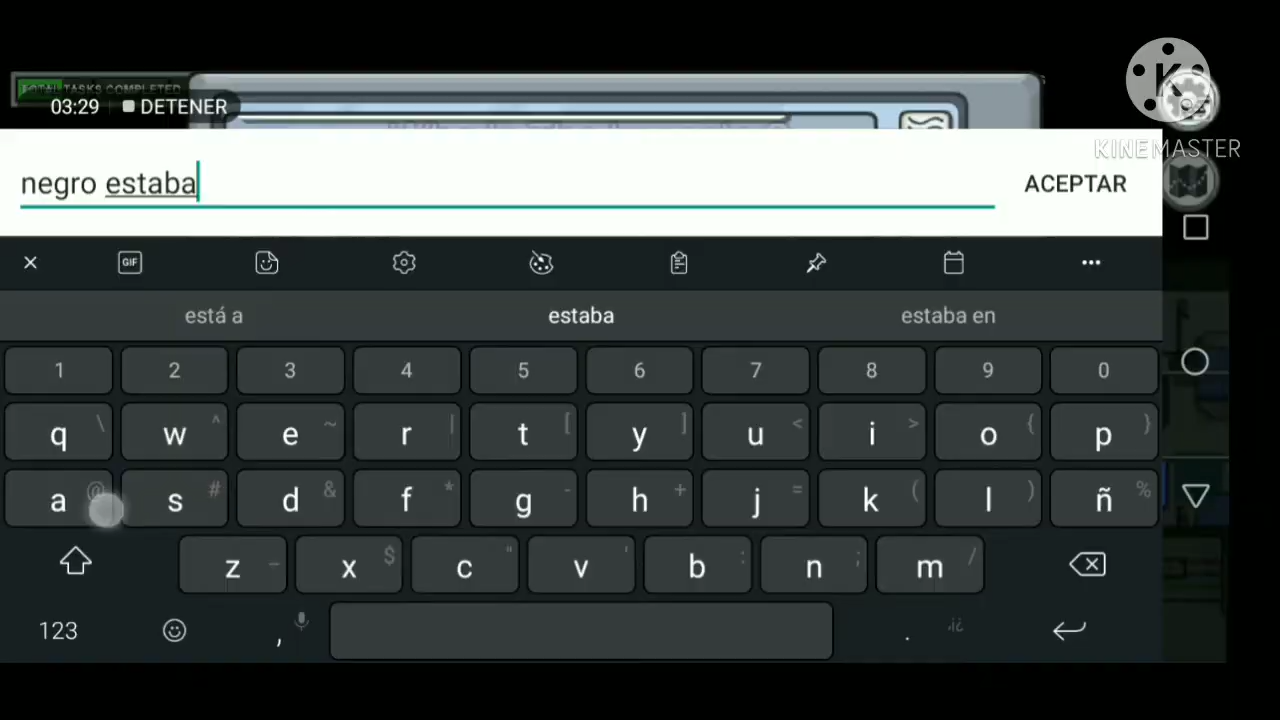 TOTAL TASKS COMPLETED
03:29 DETENER
KINEMASTER
negro estaba
ACEPTAR
GIF
está a estaba estaba en
1 2 3 4 5 6 7 8 9 0
q \ w ^ e ~ r | t [ y ] u < i > o { p }
a @ s # d & f * g - h + j = k ( l ) ñ %
z _ x $ c " v ' b : n ; m /
123 , . ,i¿